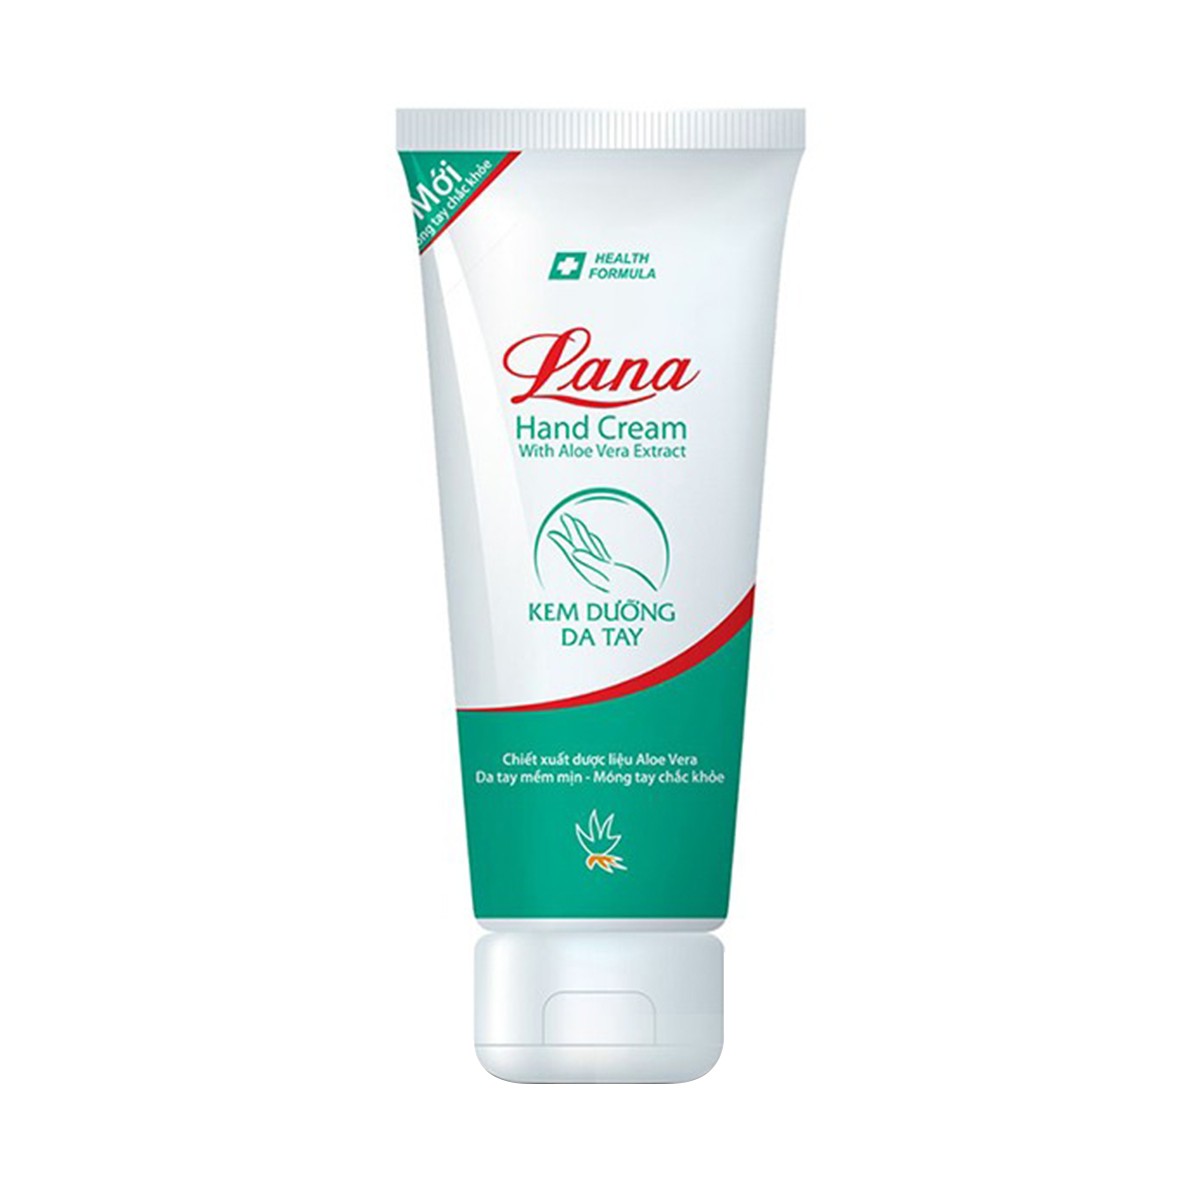 Mới
tay chắc khỏe
HEALTH
FORMULA
Lana
Hand Cream
With Aloe Vera Extract
KEM DƯỠNG
DA TAY
Chiết xuất dược liệu Aloe Vera
Da tay mềm mịn - Móng tay chắc khỏe